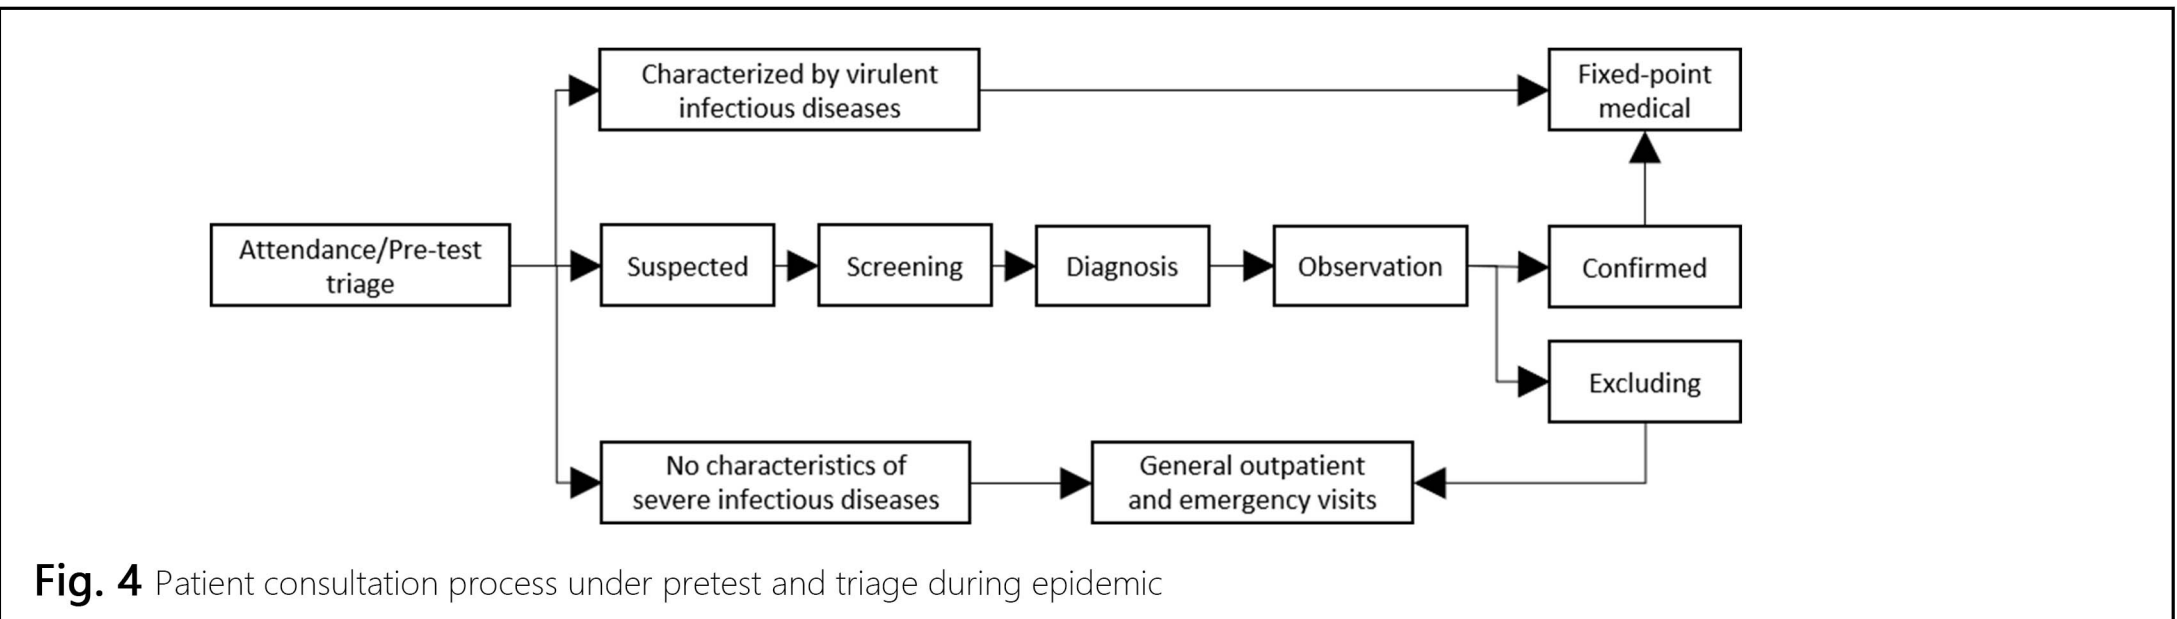 Characterized by virulent
infectious diseases
Fixed-point
medical
Attendance/Pre-test
triage
Suspected
Screening
Diagnosis
Observation
Confirmed
Excluding
No characteristics of
severe infectious diseases
General outpatient
and emergency visits
Fig. 4 Patient consultation process under pretest and triage during epidemic